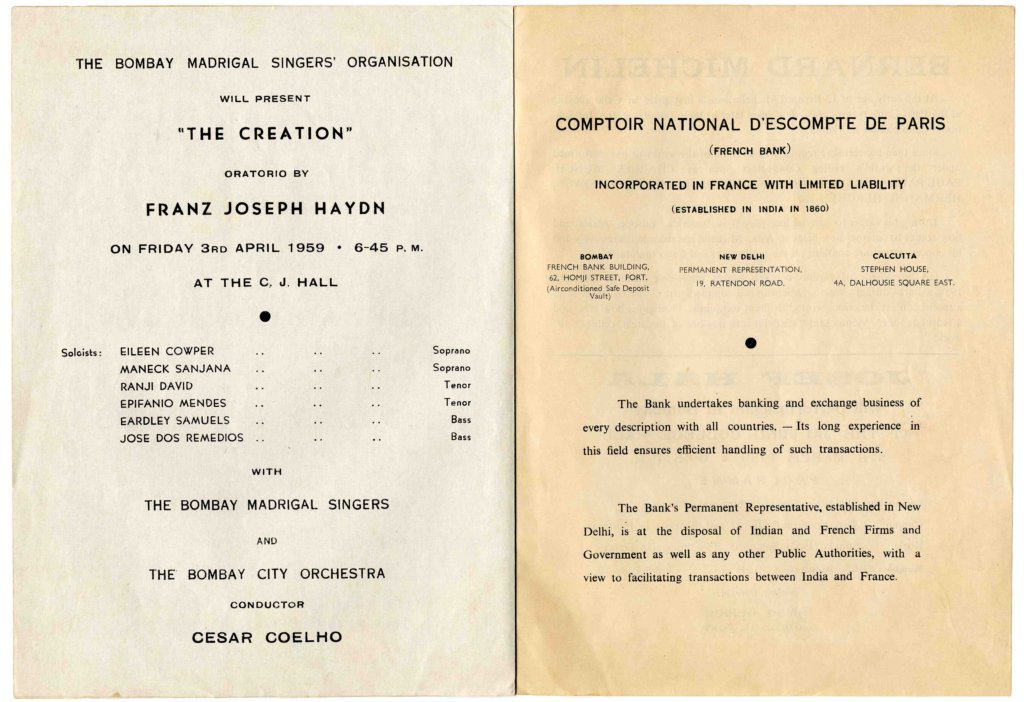 THE BOMBAY MADRIGAL SINGERS' ORGANISATION
WILL PRESENT
"THE CREATION"
ORATORIO BY
FRANZ JOSEPH HAYDN
ON FRIDAY 3RD APRIL 1959 • 6-45 P. M.
AT THE C. J. HALL
Soloists: EILEEN COWPER .. .. .. Soprano
MANECK SANJANA .. .. .. Soprano
RANJI DAVID .. .. .. Tenor
EPIFANIO MENDES .. .. .. Tenor
EARDLEY SAMUELS .. .. .. Bass
JOSE DOS REMEDIOS .. .. .. Bass
WITH
THE BOMBAY MADRIGAL SINGERS
AND
THE BOMBAY CITY ORCHESTRA
CONDUCTOR
CESAR COELHO
COMPTOIR NATIONAL D'ESCOMPTE DE PARIS
(FRENCH BANK)
INCORPORATED IN FRANCE WITH LIMITED LIABILITY
(ESTABLISHED IN INDIA IN 1860)
BOMBAY
FRENCH BANK BUILDING,
62, HOMJI STREET, FORT.
(Airconditioned Safe Deposit
Vault)
NEW DELHI
PERMANENT REPRESENTATION,
19, RATENDON ROAD.
CALCUTTA
STEPHEN HOUSE,
4A, DALHOUSIE SQUARE EAST.
The Bank undertakes banking and exchange business of
every description with all countries. — Its long experience in
this field ensures efficient handling of such transactions.
The Bank's Permanent Representative, established in New
Delhi, is at the disposal of Indian and French Firms and
Government as well as any other Public Authorities, with a
view to facilitating transactions between India and France.